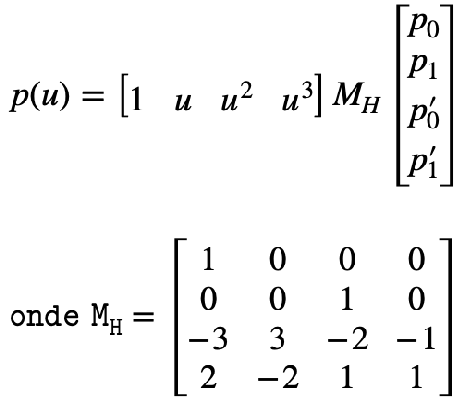 p(u) = [1 u u² u³] M_H [p₀
p₁
p′₀
p′₁]
onde M_H = [1 0 0 0
0 0 1 0
−3 3 −2 −1
2 −2 1 1]